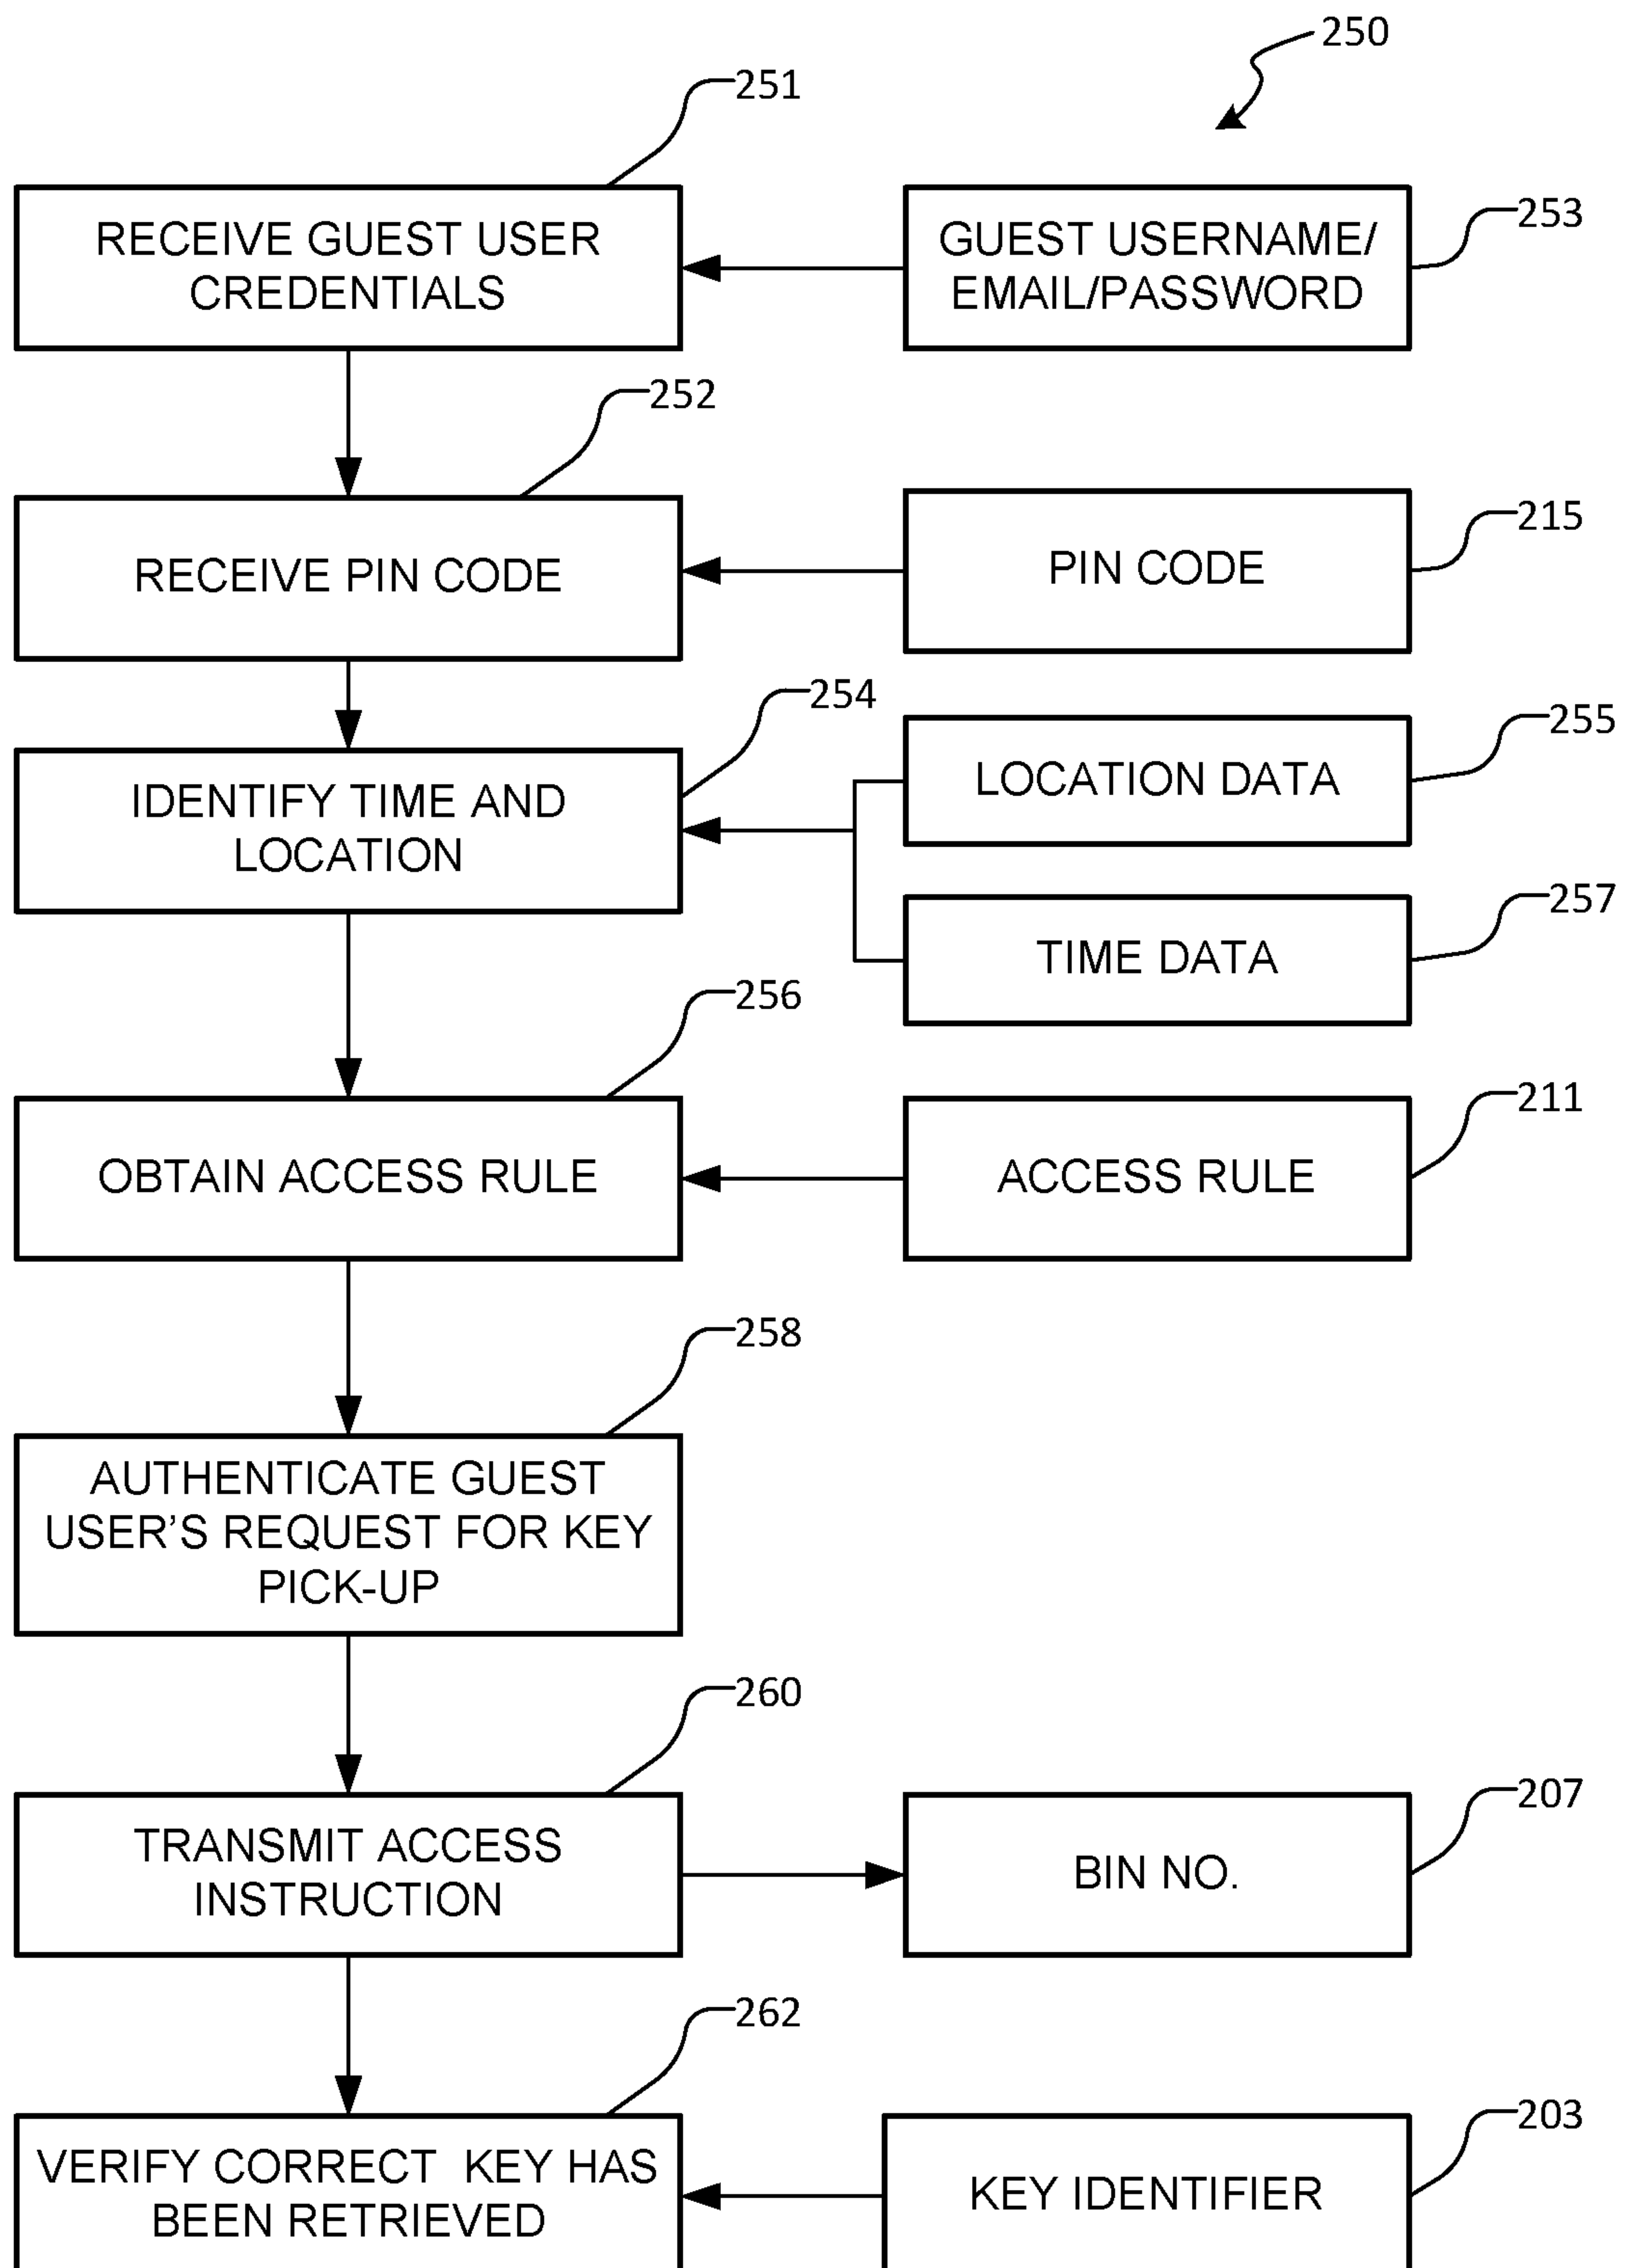 250
251
RECEIVE GUEST USER
CREDENTIALS
GUEST USERNAME/
EMAIL/PASSWORD
253
252
RECEIVE PIN CODE
PIN CODE
215
254
IDENTIFY TIME AND
LOCATION
LOCATION DATA
255
TIME DATA
257
256
OBTAIN ACCESS RULE
ACCESS RULE
211
258
AUTHENTICATE GUEST
USER’S REQUEST FOR KEY
PICK-UP
260
TRANSMIT ACCESS
INSTRUCTION
BIN NO.
207
262
VERIFY CORRECT  KEY HAS
BEEN RETRIEVED
KEY IDENTIFIER
203